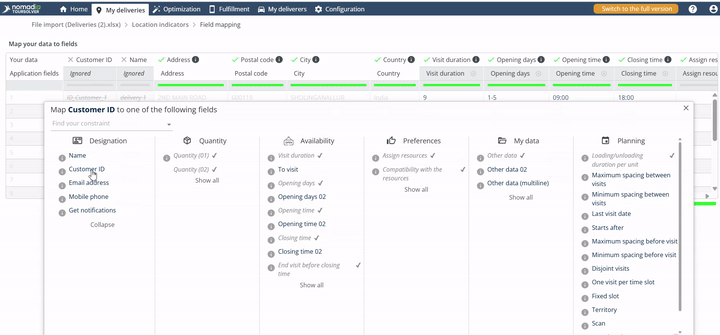 nomadia
TOURSOLVER
Home
My deliveries
Optimization
Fulfillment
My deliverers
Configuration
Switch to the full version
File import (Deliveries (2).xlsx) > Location indicators > Field mapping
Map your data to fields
Your data
Customer ID
Name
Address
Postal code
City
Country
Visit duration
Opening days
Opening time
Closing time
Assign res
Application fields
Ignored
Ignored
Address
Postal code
City
Country
Visit duration
Opening days
Opening time
Closing time
Assign resou
1
ID Customer 1
delivery 1
9
1-5
09:00
18:00
Map Customer ID to one of the following fields
Find your constraint
Designation
Name
Customer ID
Email address
Mobile phone
Get notifications
Collapse
Quantity
Quantity (01)
Quantity (02)
Show all
Availability
Visit duration
To visit
Opening days
Opening days 02
Opening time
Opening time 02
Closing time
Closing time 02
End visit before closing
time
Show all
Preferences
Assign resources
Compatibility with the
resources
Show all
My data
Other data
Other data 02
Other data (multiline)
Show all
Planning
Loading/unloading
duration per unit
Maximum spacing between
visits
Minimum spacing between
visits
Last visit date
Starts after
Maximum spacing before visit
Minimum spacing before visit
Disjoint visits
One visit per time slot
Fixed slot
Territory
Scan